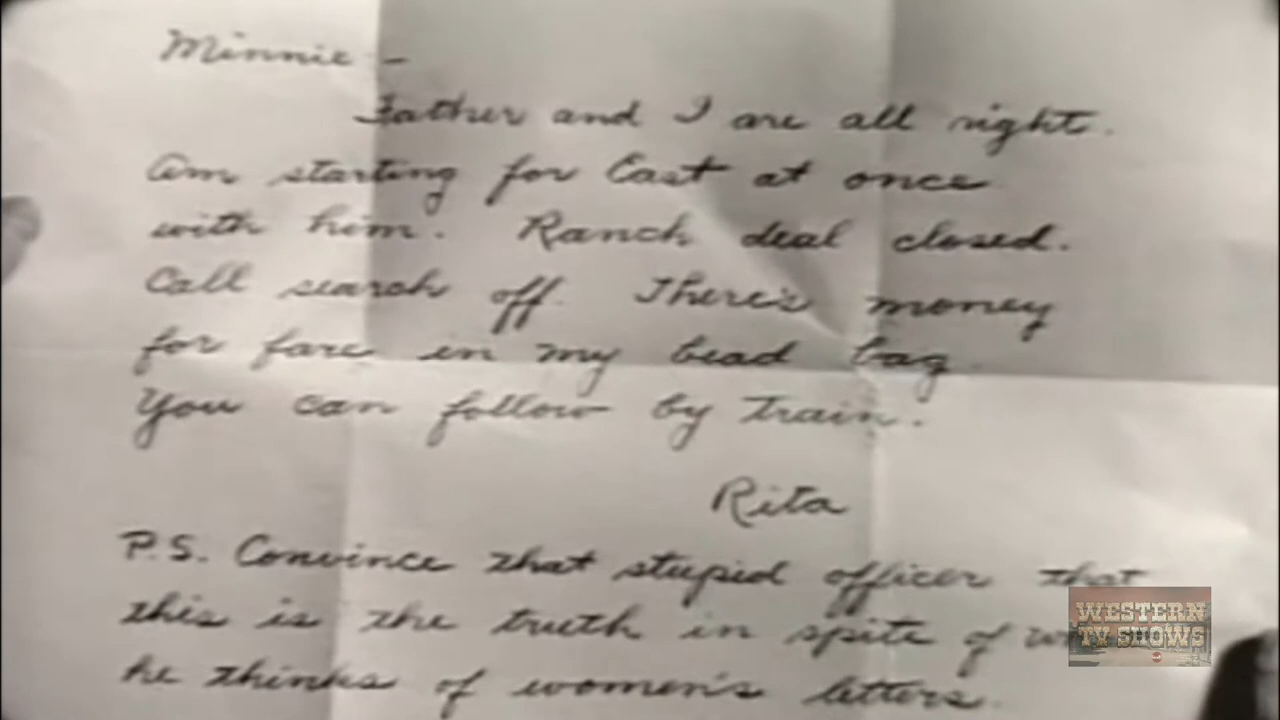 Minnie -
Father and I are all right.
Am starting for East at once
with him. Ranch deal closed.
Call search off. There's money
for fare in my bead bag.
You can follow by train.
Rita
P.S. Convince that stupid officer that
this is the truth in spite of
he thinks of women's letters.
WESTERN
TV SHOWS